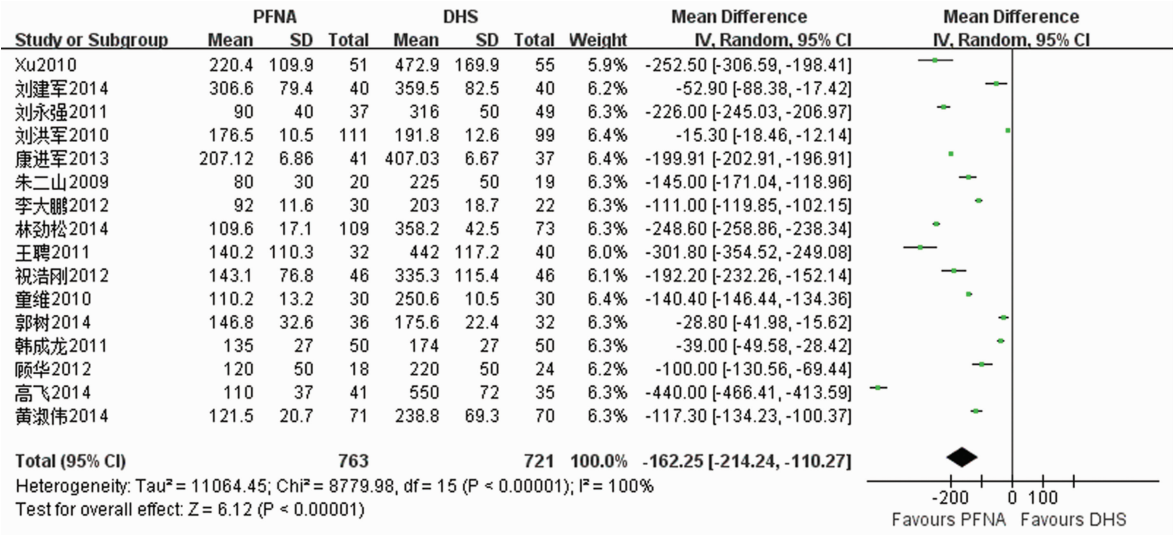 PFNA DHS Mean Difference Mean Difference
Study or Subgroup Mean SD Total Mean SD Total Weight IV, Random, 95% CI IV, Random, 95% CI
Xu2010 220.4 109.9 51 472.9 169.9 55 5.9% -252.50 [-306.59, -198.41]
刘建军2014 306.6 79.4 40 359.5 82.5 40 6.2% -52.90 [-88.38, -17.42]
刘永强2011 90 40 37 316 50 49 6.3% -226.00 [-245.03, -206.97]
刘洪军2010 176.5 10.5 111 191.8 12.6 99 6.4% -15.30 [-18.46, -12.14]
康进军2013 207.12 6.86 41 407.03 6.67 37 6.4% -199.91 [-202.91, -196.91]
朱二山2009 80 30 20 225 50 19 6.3% -145.00 [-171.04, -118.96]
李大鹏2012 92 11.6 30 203 18.7 22 6.3% -111.00 [-119.85, -102.15]
林劲松2014 109.6 17.1 109 358.2 42.5 73 6.3% -248.60 [-258.86, -238.34]
王聘2011 140.2 110.3 32 442 117.2 40 6.0% -301.80 [-354.52, -249.08]
祝浩刚2012 143.1 76.8 46 335.3 115.4 46 6.1% -192.20 [-232.26, -152.14]
童维2010 110.2 13.2 30 250.6 10.5 30 6.4% -140.40 [-146.44, -134.36]
郭树2014 146.8 32.6 36 175.6 22.4 32 6.3% -28.80 [-41.98, -15.62]
韩成龙2011 135 27 50 174 27 50 6.3% -39.00 [-49.58, -28.42]
顾华2012 120 50 18 220 50 24 6.2% -100.00 [-130.56, -69.44]
高飞2014 110 37 41 550 72 35 6.3% -440.00 [-466.41, -413.59]
黄淑伟2014 121.5 20.7 71 238.8 69.3 70 6.3% -117.30 [-134.23, -100.37]
Total (95% CI) 763 721 100.0% -162.25 [-214.24, -110.27]
Heterogeneity: Tau² = 11064.45; Chi² = 8779.98, df = 15 (P < 0.00001); I² = 100%
Test for overall effect: Z = 6.12 (P < 0.00001)
-200 0 100
Favours PFNA Favours DHS